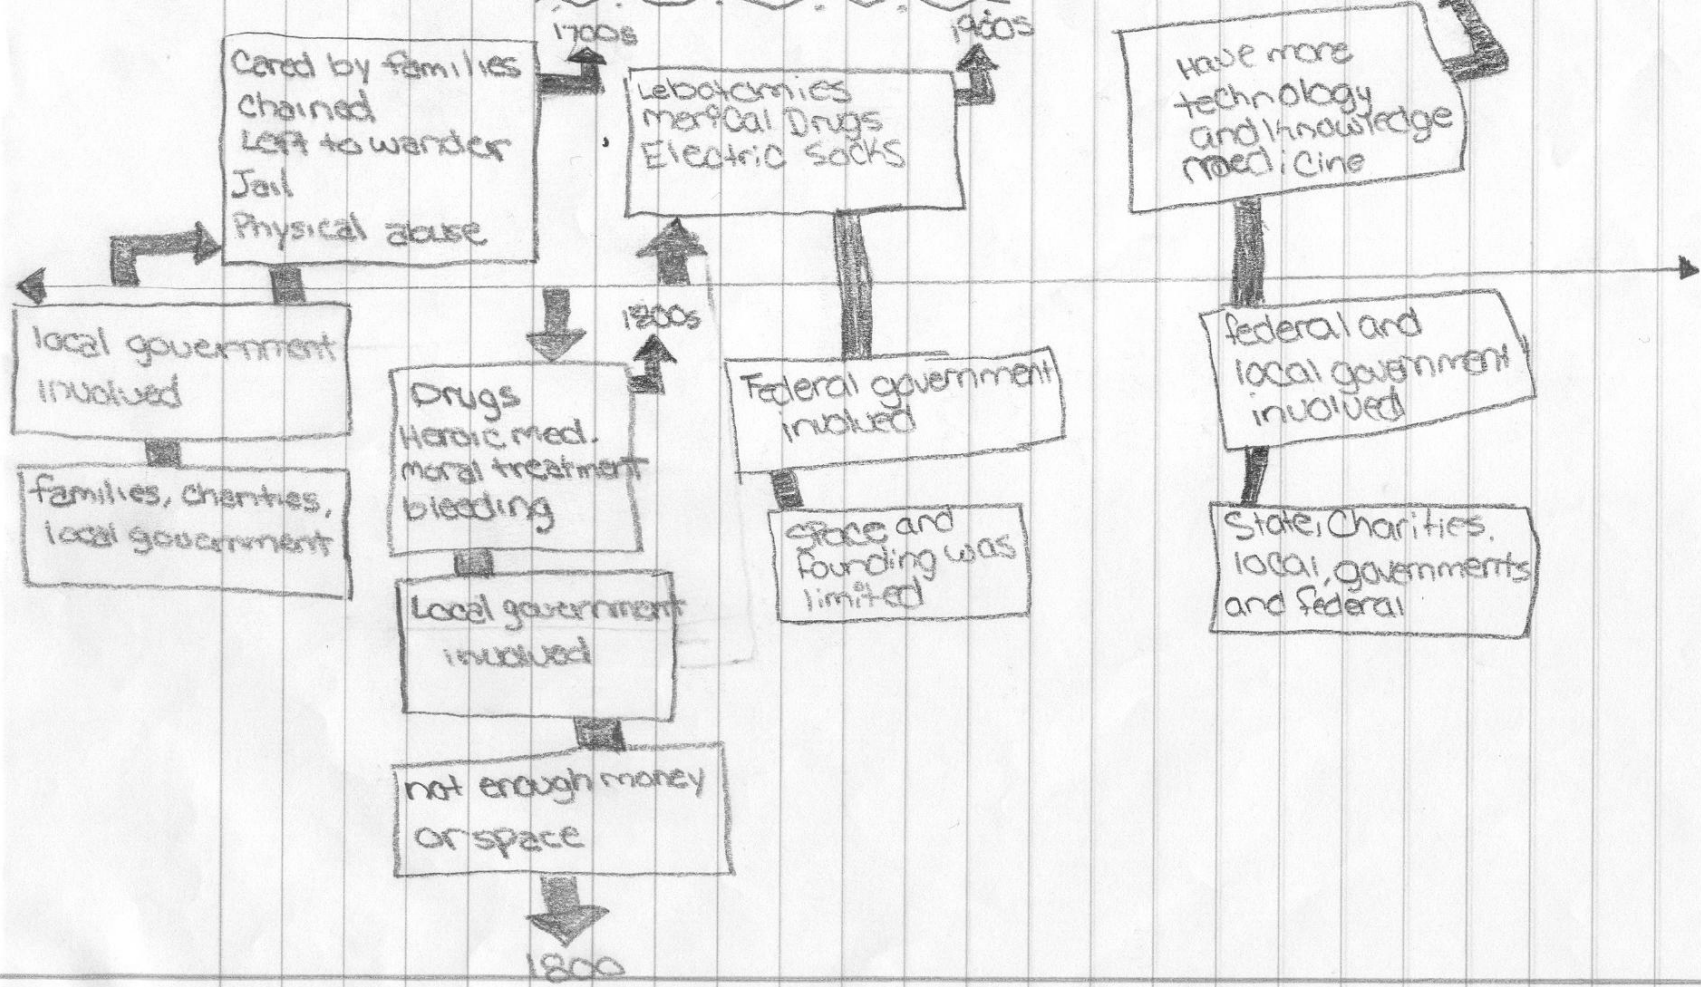 1700s
Cared by families
Chained
Left to wander
Jail
Physical abuse
local government
involved
families, charities,
local government
1800s
Drugs
Heroic med.
moral treatment
bleeding
Local government
involved
not enough money
or space
1800
1900s
Lebotomies
Merical Drugs
Electric Socks
Federal government
involved
Space and
founding was
limited
Have more
technology
and knowledge
medicine
federal and
local government
involved
State, Charities,
local, governments
and federal